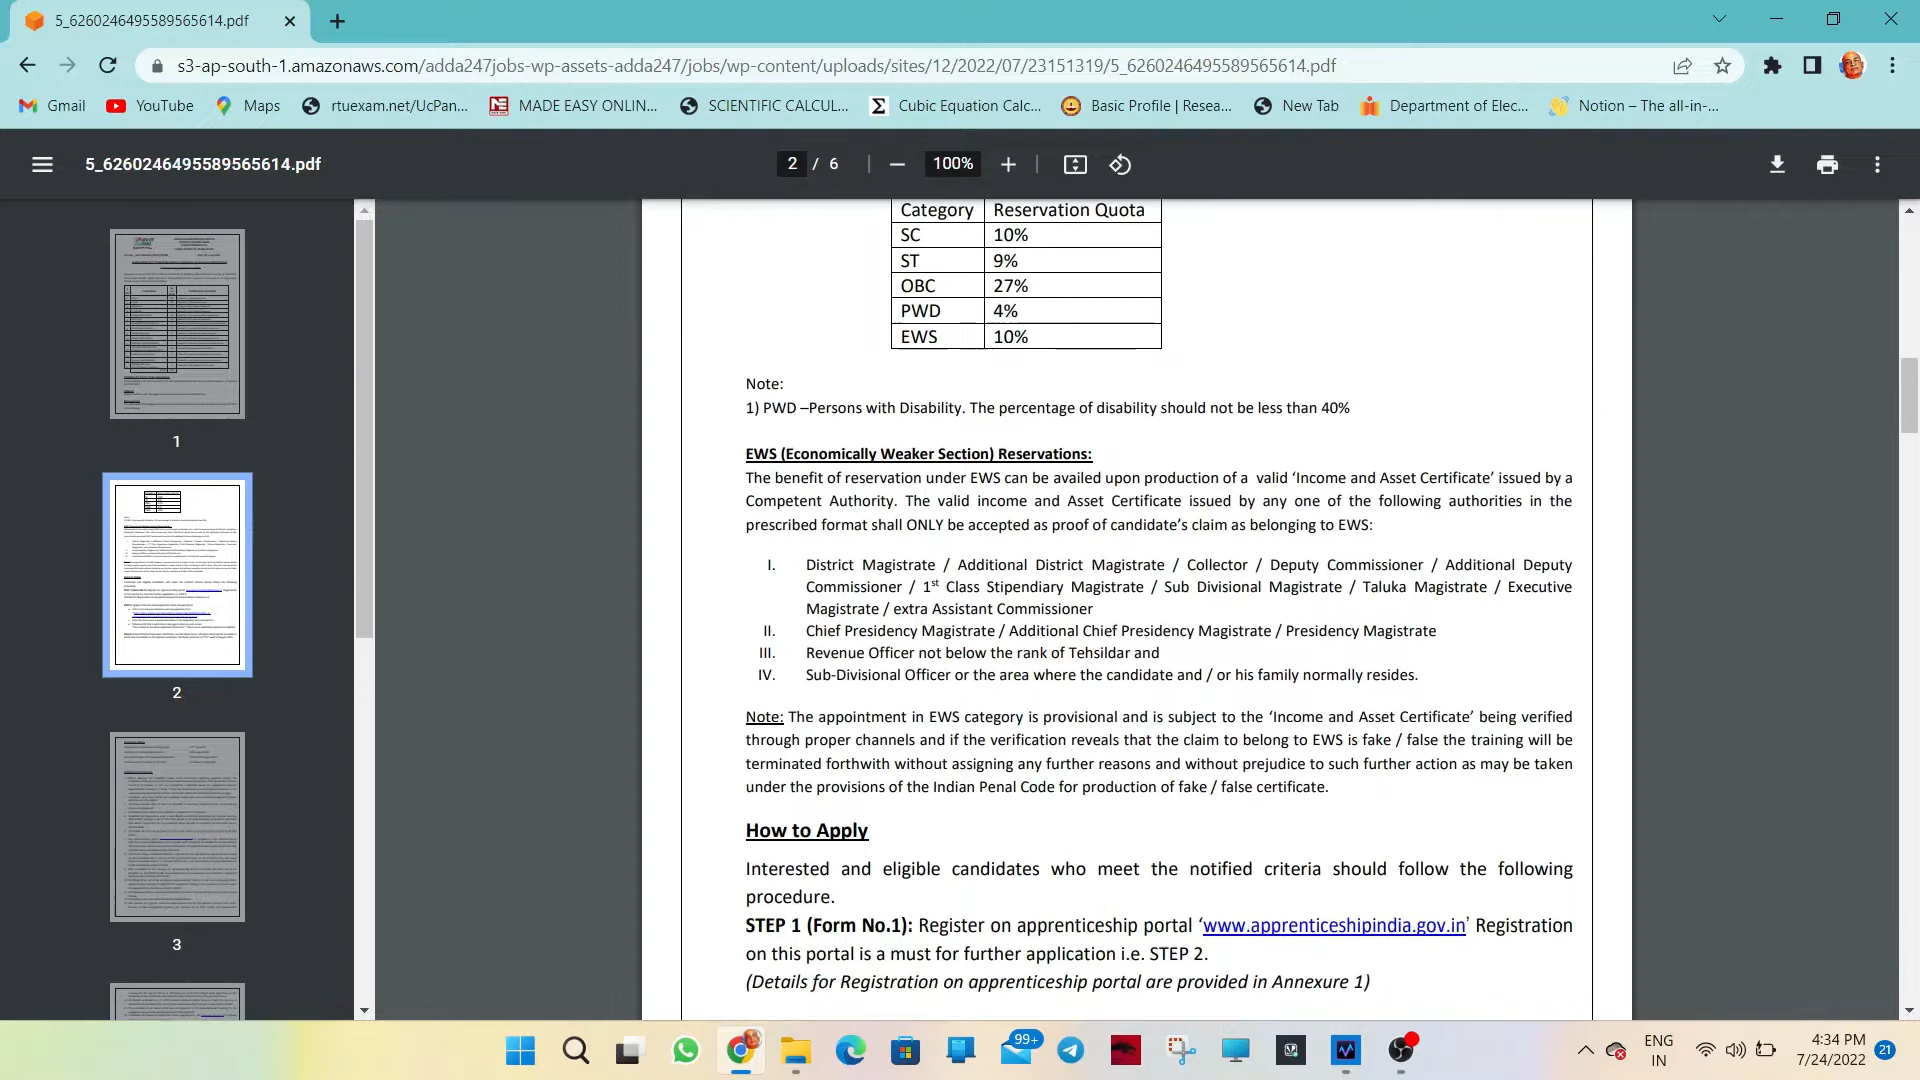 5_6260246495589565614.pdf
s3-ap-south-1.amazonaws.com/adda247jobs-wp-assets-adda247/jobs/wp-content/uploads/sites/12/2022/07/23151319/5_6260246495589565614.pdf
Gmail YouTube Maps rtuexam.net/UcPan... MADE EASY ONLIN... SCIENTIFIC CALCUL... Cubic Equation Calc... Basic Profile | Resea... New Tab Department of Elec... Notion – The all-in-...
5_6260246495589565614.pdf 2 / 6 100%
Category Reservation Quota
SC 10%
ST 9%
OBC 27%
PWD 4%
EWS 10%
Note:
1) PWD –Persons with Disability. The percentage of disability should not be less than 40%
EWS (Economically Weaker Section) Reservations:
The benefit of reservation under EWS can be availed upon production of a valid ‘Income and Asset Certificate’ issued by a
Competent Authority. The valid income and Asset Certificate issued by any one of the following authorities in the
prescribed format shall ONLY be accepted as proof of candidate’s claim as belonging to EWS:
I. District Magistrate / Additional District Magistrate / Collector / Deputy Commissioner / Additional Deputy
Commissioner / 1st Class Stipendiary Magistrate / Sub Divisional Magistrate / Taluka Magistrate / Executive
Magistrate / extra Assistant Commissioner
II. Chief Presidency Magistrate / Additional Chief Presidency Magistrate / Presidency Magistrate
III. Revenue Officer not below the rank of Tehsildar and
IV. Sub-Divisional Officer or the area where the candidate and / or his family normally resides.
Note: The appointment in EWS category is provisional and is subject to the ‘Income and Asset Certificate’ being verified
through proper channels and if the verification reveals that the claim to belong to EWS is fake / false the training will be
terminated forthwith without assigning any further reasons and without prejudice to such further action as may be taken
under the provisions of the Indian Penal Code for production of fake / false certificate.
How to Apply
Interested and eligible candidates who meet the notified criteria should follow the following
procedure.
STEP 1 (Form No.1): Register on apprenticeship portal ‘www.apprenticeshipindia.gov.in’ Registration
on this portal is a must for further application i.e. STEP 2.
(Details for Registration on apprenticeship portal are provided in Annexure 1)
1
2
3
99+
ENG
IN
4:34 PM
7/24/2022
21